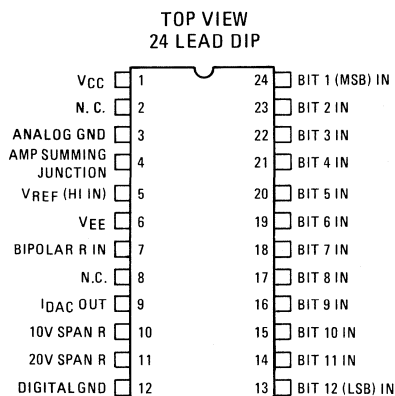 TOP VIEW
24 LEAD DIP
VCC 1 24 BIT 1 (MSB) IN
N. C. 2 23 BIT 2 IN
ANALOG GND 3 22 BIT 3 IN
AMP SUMMING
JUNCTION 4 21 BIT 4 IN
VREF (HI IN) 5 20 BIT 5 IN
VEE 6 19 BIT 6 IN
BIPOLAR R IN 7 18 BIT 7 IN
N.C. 8 17 BIT 8 IN
IDAC OUT 9 16 BIT 9 IN
10V SPAN R 10 15 BIT 10 IN
20V SPAN R 11 14 BIT 11 IN
DIGITAL GND 12 13 BIT 12 (LSB) IN